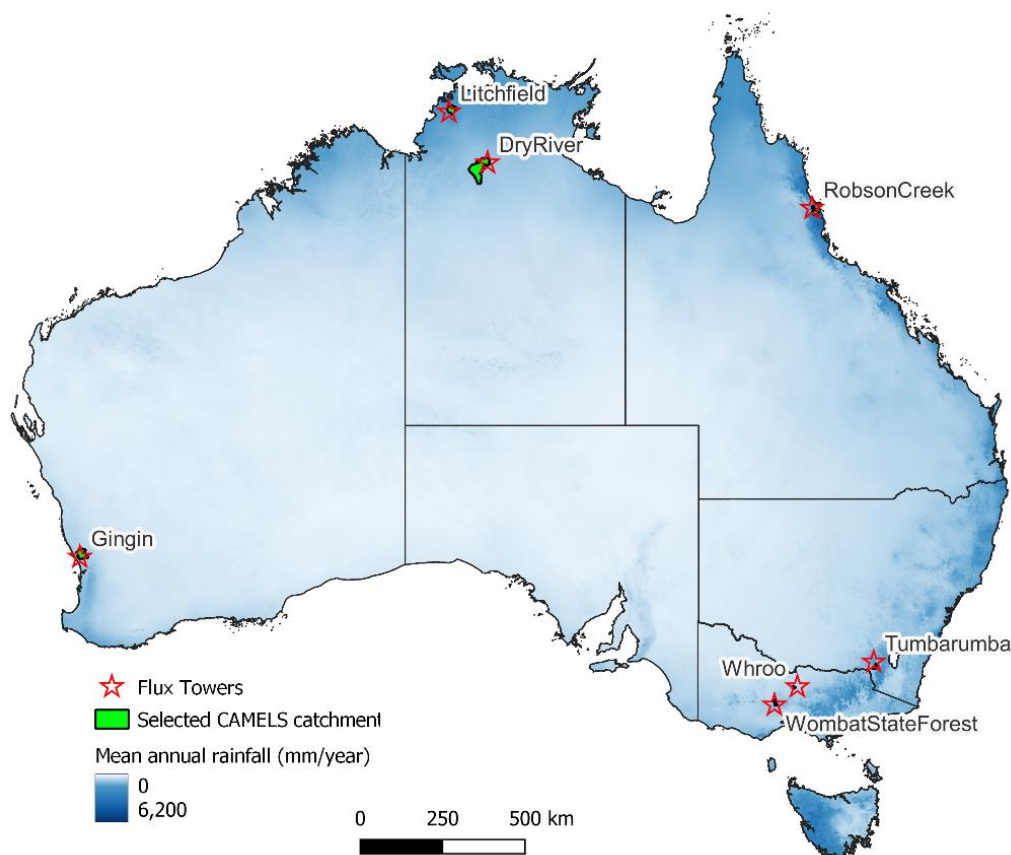 Litchfield
DryRiver
RobsonCreek
Gingin
Tumbarumba
Whroo
WombatStateForest
Flux Towers
Selected CAMELS catchment
Mean annual rainfall (mm/year)
0
6,200
0 250 500 km